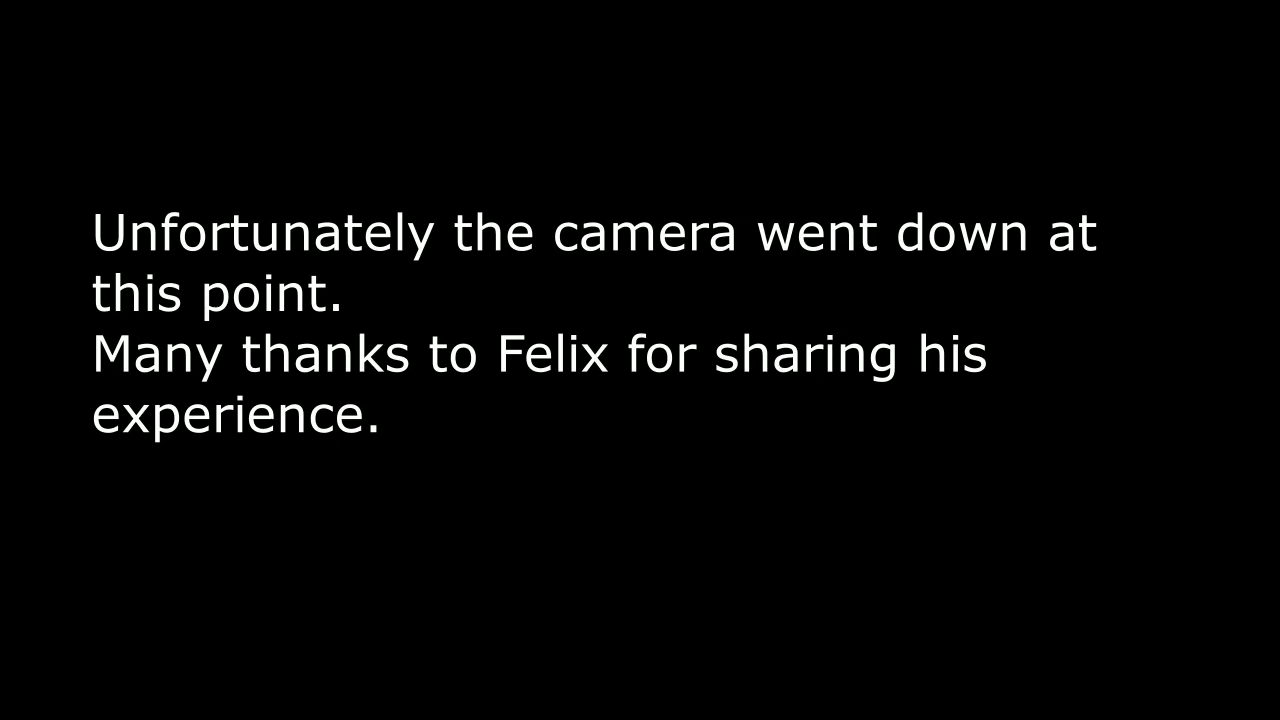 Unfortunately the camera went down at
this point.
Many thanks to Felix for sharing his
experience.